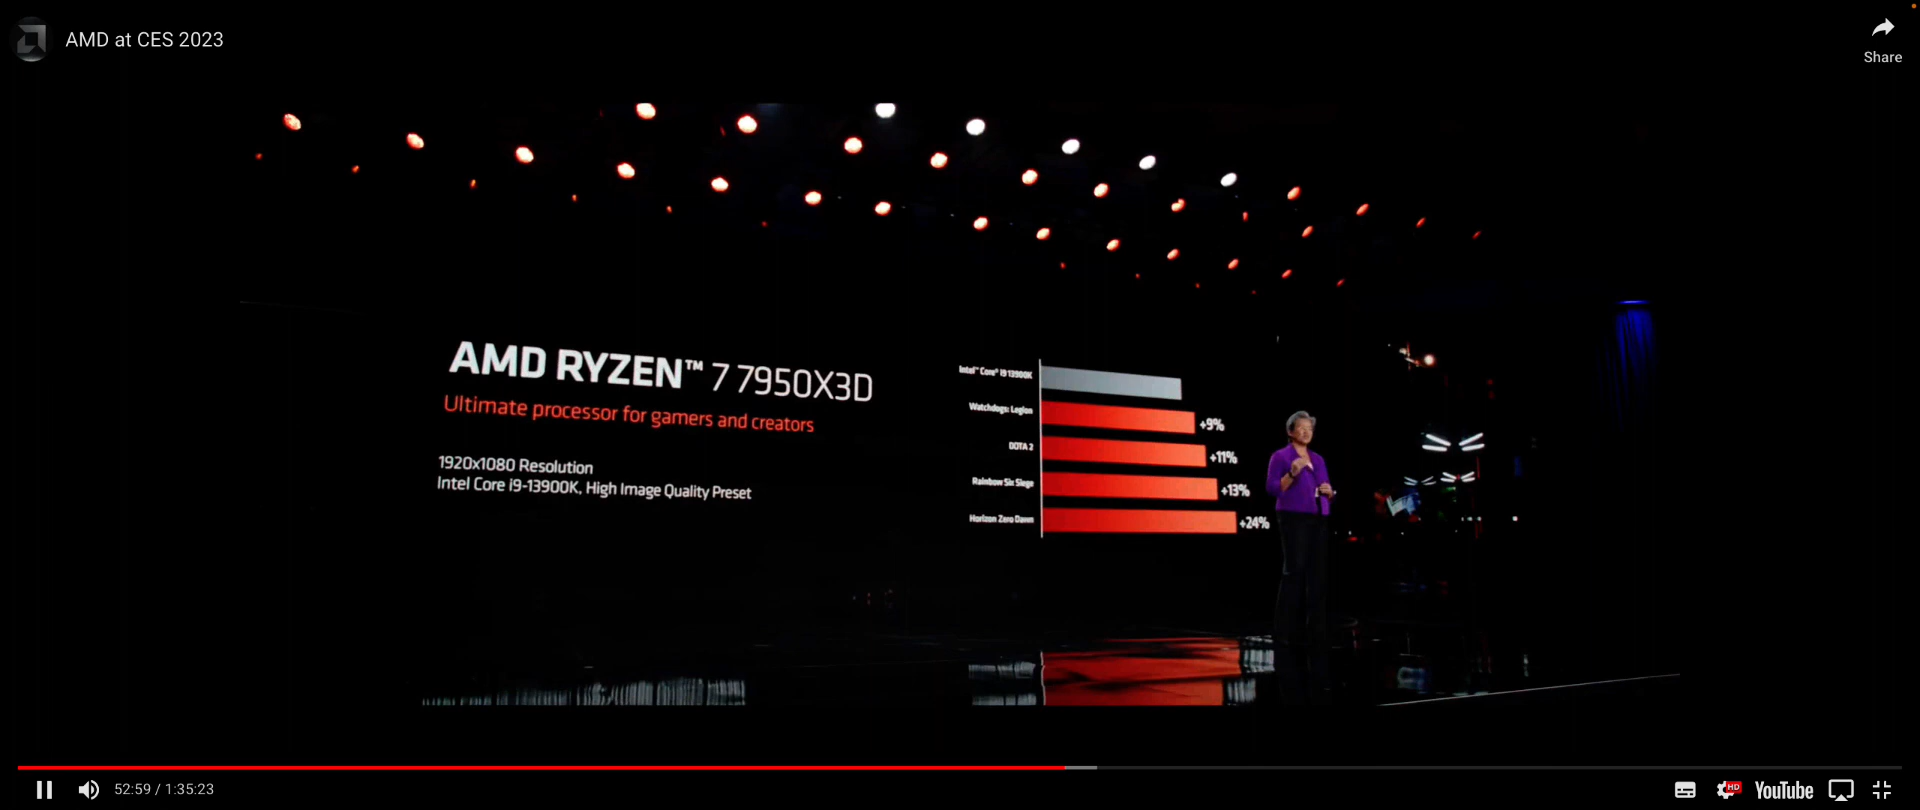 AMD at CES 2023
Share
AMD RYZEN™ 7 7950X3D
Ultimate processor for gamers and creators
1920x1080 Resolution
Intel Core i9-13900K, High Image Quality Preset
Intel™ Core® i9 13900K
Watchdogs: Legion
+9%
DOTA 2
+11%
Rainbow Six Siege
+13%
Horizon Zero Dawn
+24%
52:59 / 1:35:23
HD
YouTube